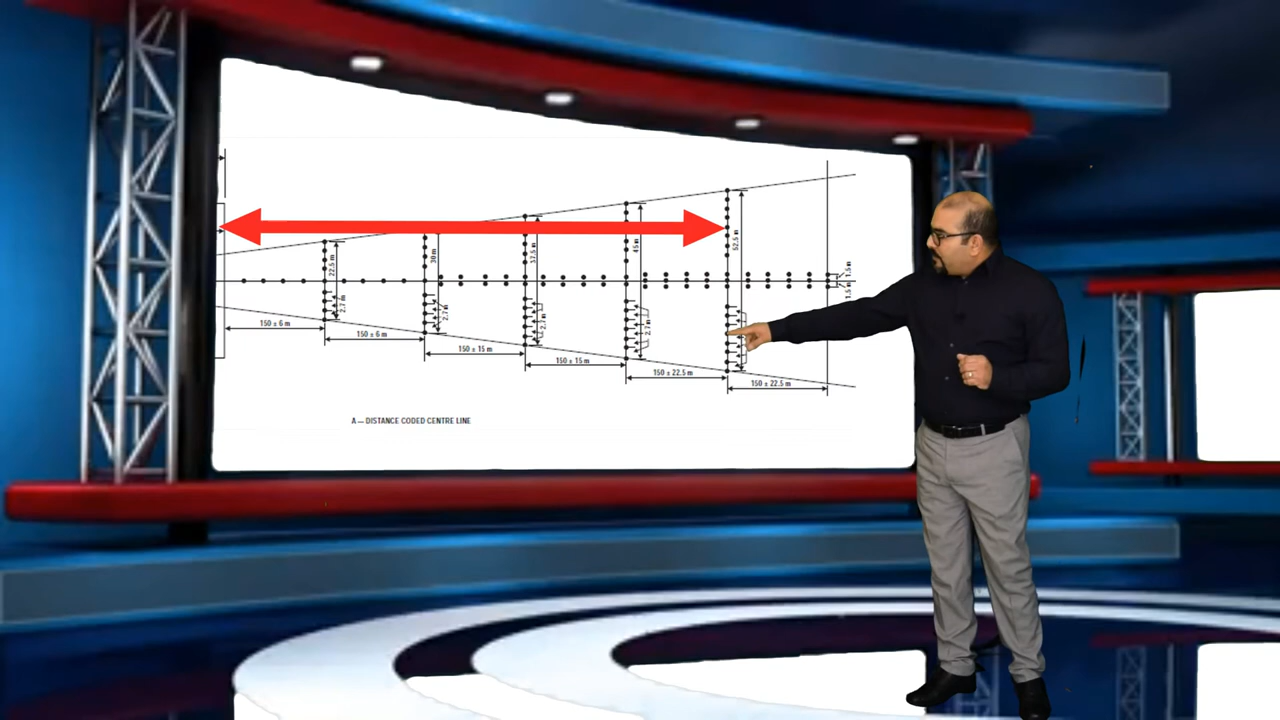 22.5 m
30 m
37.5 m
45 m
52.5 m
1.5 m
1.5 m
2.7 m
2.7 m
2.7 m
2.7 m
150 ± 6 m
150 ± 6 m
150 ± 15 m
150 ± 15 m
150 ± 22.5 m
150 ± 22.5 m
A — DISTANCE CODED CENTRE LINE